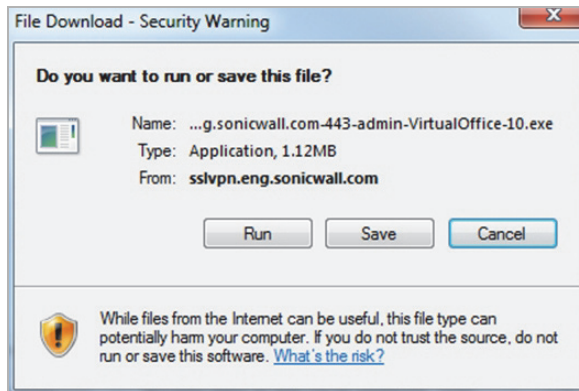 File Download - Security Warning
X
Do you want to run or save this file?
Name: ...g.sonicwall.com-443-admin-VirtualOffice-10.exe
Type: Application, 1.12MB
From: sslvpn.eng.sonicwall.com
Run Save Cancel
While files from the Internet can be useful, this file type can
potentially harm your computer. If you do not trust the source, do not
run or save this software. What's the risk?